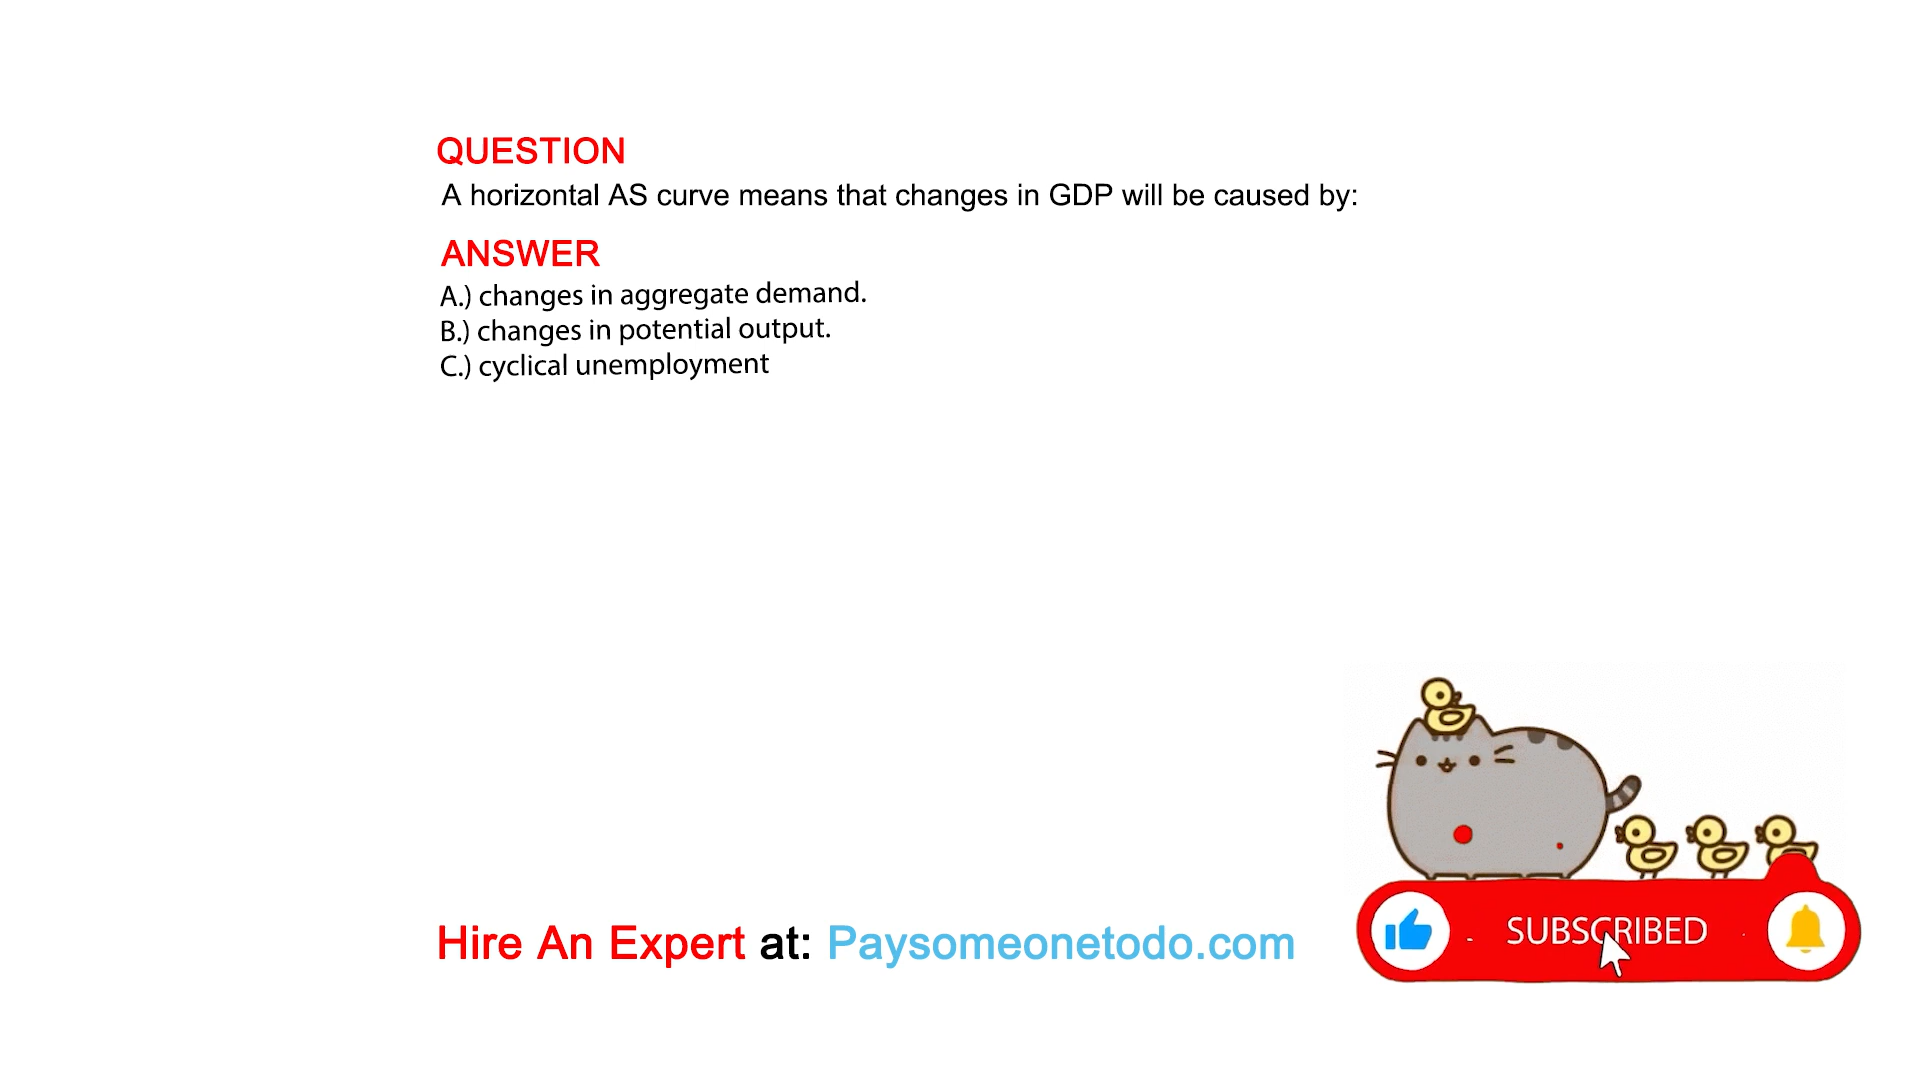 QUESTION
A horizontal AS curve means that changes in GDP will be caused by:
ANSWER
A.) changes in aggregate demand.
B.) changes in potential output.
C.) cyclical unemployment
Hire An Expert at: Paysomeonetodo.com
SUBSCRIBED